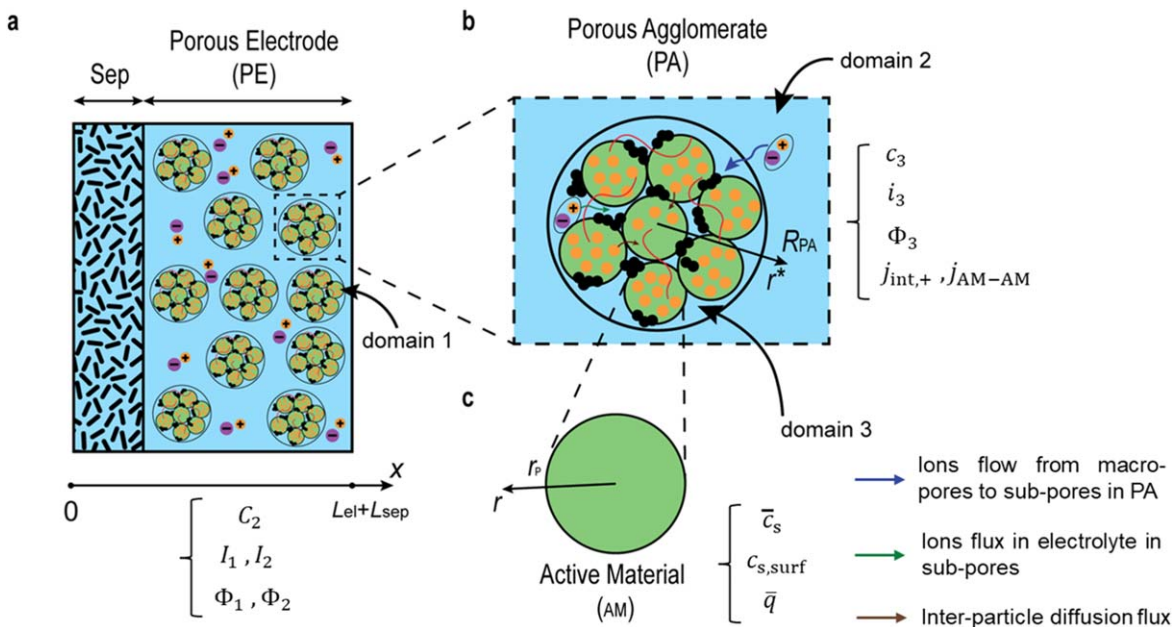 a
Porous Electrode
(PE)
Sep
domain 1
x
0
Lel+Lsep
C₂
I₁ , I₂
Φ₁ , Φ₂
b
Porous Agglomerate
(PA)
domain 2
RPA
r*
c₃
i₃
Φ₃
jint,+ , jAM−AM
domain 3
c
rP
r
Active Material
(AM)
c̅s
cs,surf
q̅
Ions flow from macro-
pores to sub-pores in PA
Ions flux in electrolyte in
sub-pores
Inter-particle diffusion flux